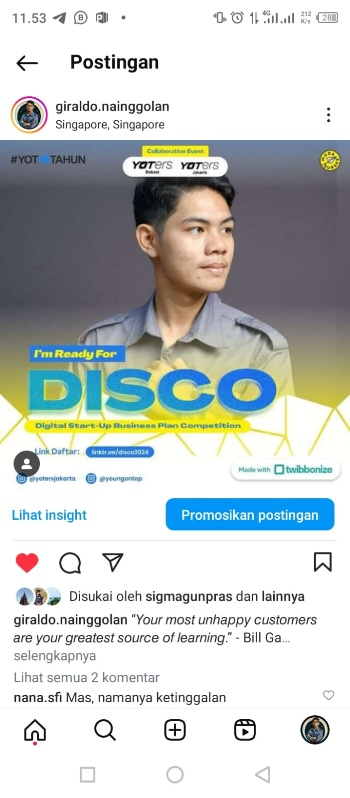 11.53
4G
212
K/s
28
Postingan
giraldo.nainggolan
Singapore, Singapore
Collaborative Event
#YOT
TAHUN
YOTers
Bekasi
YOTers
Jakarta
I'm Ready For
DISCO
Digital Start-Up Business Plan Competition
Link Daftar:
linktr.ee/disco2024
@yotersjakarta
@youngontop
Made with twibbonize
Lihat insight
Promosikan postingan
Disukai oleh sigmagunpras dan lainnya
giraldo.nainggolan “Your most unhappy customers
are your greatest source of learning.” - Bill Ga...
selengkapnya
Lihat semua 2 komentar
nana.sfi Mas, namanya ketinggalan